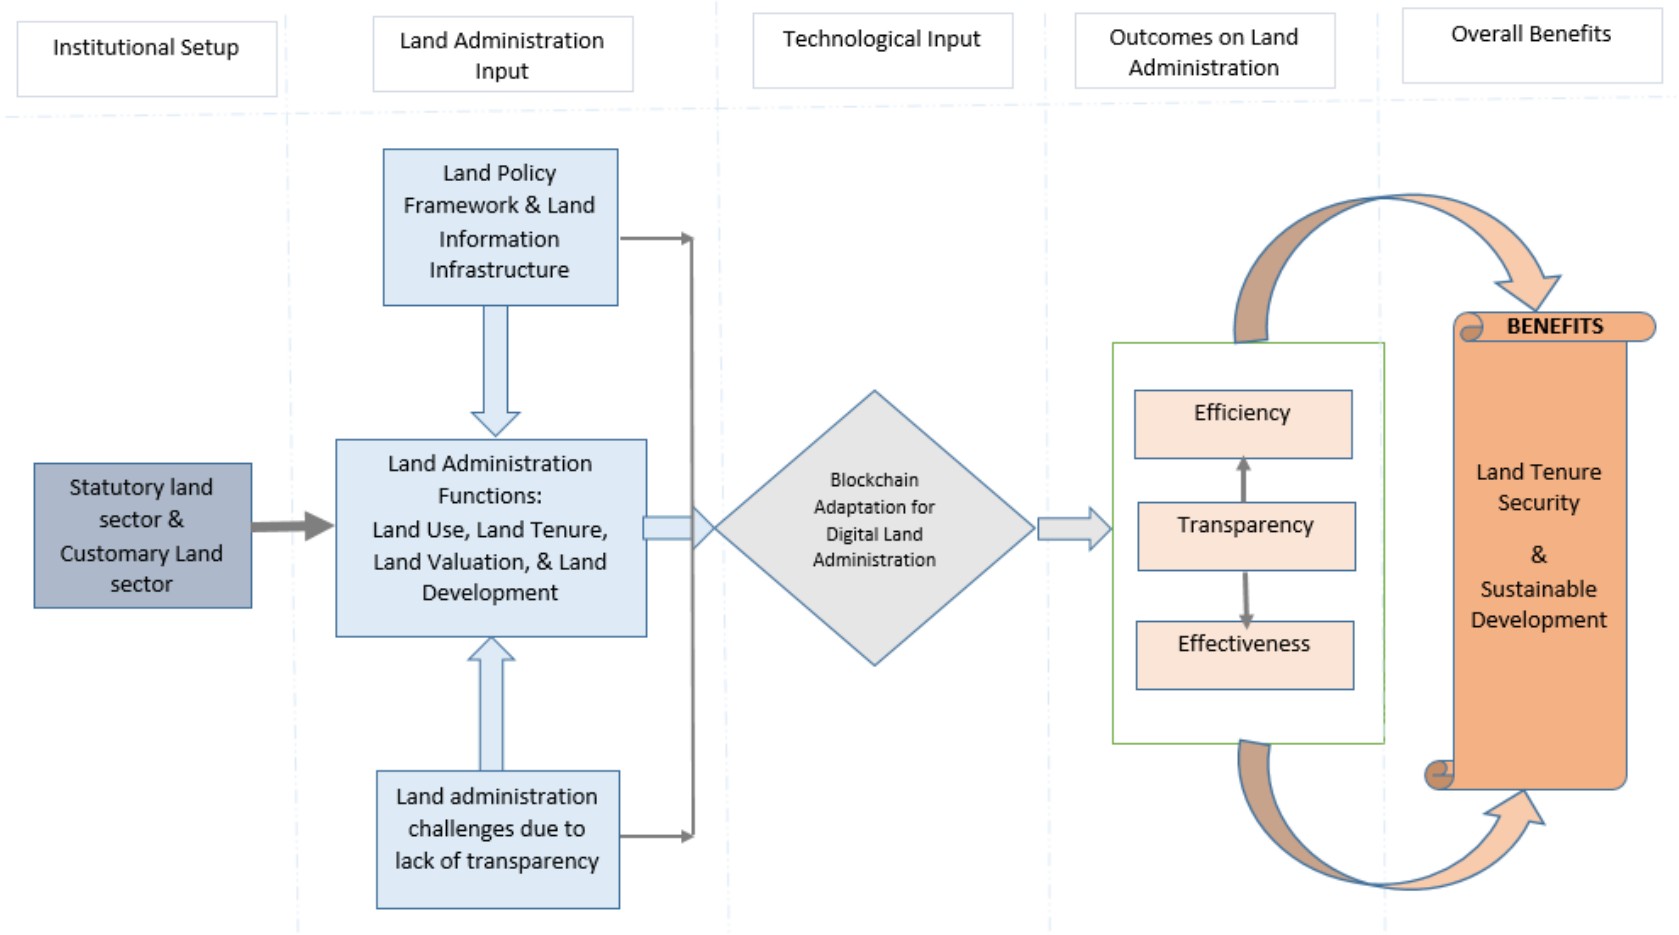 Institutional Setup
Land Administration
Input
Technological Input
Outcomes on Land
Administration
Overall Benefits
Land Policy
Framework & Land
Information
Infrastructure
Statutory land
sector &
Customary Land
sector
Land Administration
Functions:
Land Use, Land Tenure,
Land Valuation, & Land
Development
Land administration
challenges due to
lack of transparency
Blockchain
Adaptation for
Digital Land
Administration
Efficiency
Transparency
Effectiveness
BENEFITS
Land Tenure
Security
&
Sustainable
Development